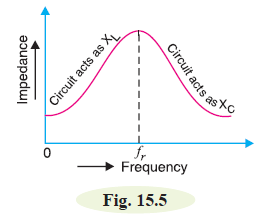 Impedance
Circuit acts as X_L
Circuit acts as X_C
0
f_r
Frequency
Fig. 15.5